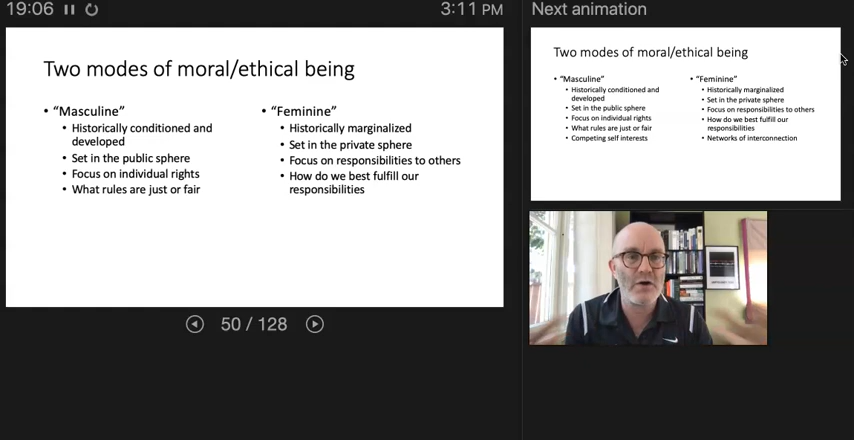 19:06
3:11 PM
Next animation
Two modes of moral/ethical being
• "Masculine"
• Historically conditioned and
developed
• Set in the public sphere
• Focus on individual rights
• What rules are just or fair
• "Feminine"
• Historically marginalized
• Set in the private sphere
• Focus on responsibilities to others
• How do we best fulfill our
responsibilities
50 / 128
Two modes of moral/ethical being
• "Masculine"
• Historically conditioned and
developed
• Set in the public sphere
• Focus on individual rights
• What rules are just or fair
• Competing self interests
• "Feminine"
• Historically marginalized
• Set in the private sphere
• Focus on responsibilities to others
• How do we best fulfill our
responsibilities
• Networks of interconnection